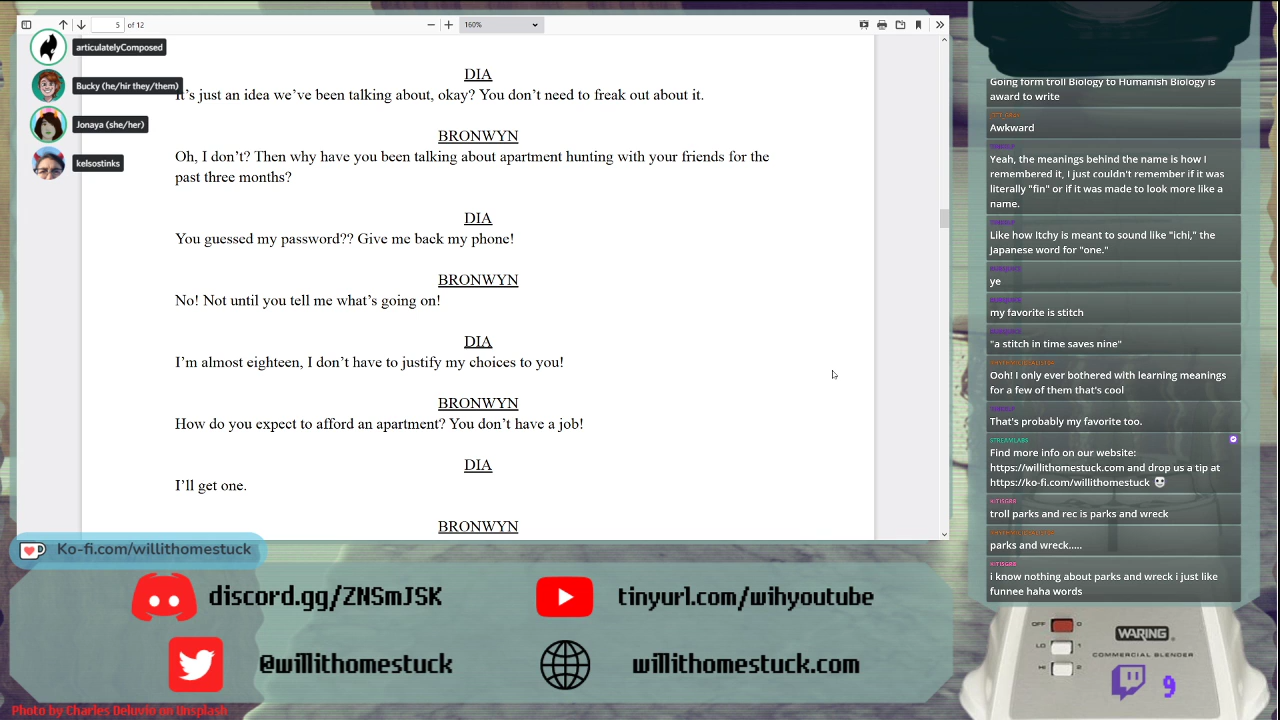 5 of 12
160%
articulatelyComposed
Bucky (he/hir they/them)
Jonaya (she/her)
kelsostinks
DIA
It's just an idea we've been talking about, okay? You don't need to freak out about it.
BRONWYN
Oh, I don't? Then why have you been talking about apartment hunting with your friends for the
past three months?
DIA
You guessed my password?? Give me back my phone!
BRONWYN
No! Not until you tell me what's going on!
DIA
I'm almost eighteen, I don't have to justify my choices to you!
BRONWYN
How do you expect to afford an apartment? You don't have a job!
DIA
I'll get one.
BRONWYN
Ko-fi.com/willithomestuck
discord.gg/ZNSmJSK
tinyurl.com/wihyoutube
@willithomestuck
willithomestuck.com
Photo by Charles Deluvio on Unsplash
Going form troll Biology to Humanish Biology is
award to write
Awkward
Yeah, the meanings behind the name is how I
remembered it, I just couldn't remember if it was
literally "fin" or if it was made to look more like a
name.
Like how Itchy is meant to sound like "ichi," the
Japanese word for "one."
ye
my favorite is stitch
"a stitch in time saves nine"
Ooh! I only ever bothered with learning meanings
for a few of them that's cool
That's probably my favorite too.
STREAMLABS
Find more info on our website:
https://willithomestuck.com and drop us a tip at
https://ko-fi.com/willithomestuck
troll parks and rec is parks and wreck
parks and wreck.....
i know nothing about parks and wreck i just like
funnee haha words
OFF 0
LO 1
HI 2
WARING
COMMERCIAL BLENDER
9